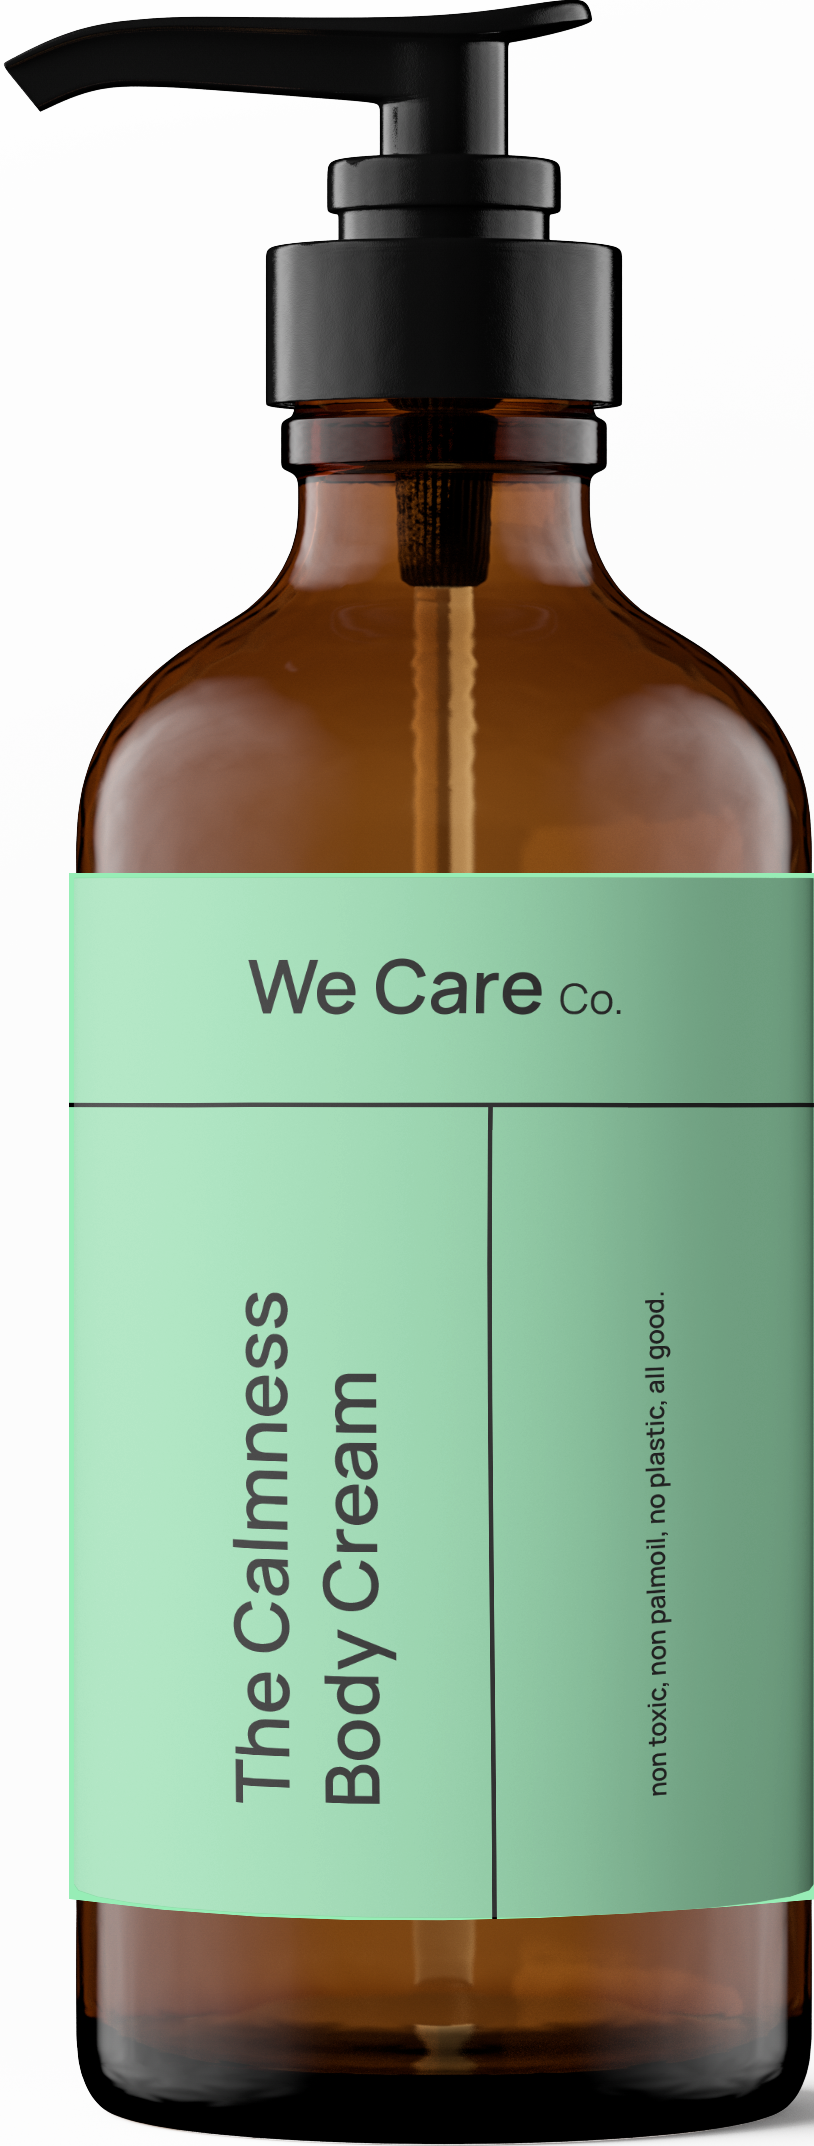 We Care Co.
The Calmness
Body Cream
non toxic, non palmoil, no plastic, all good.